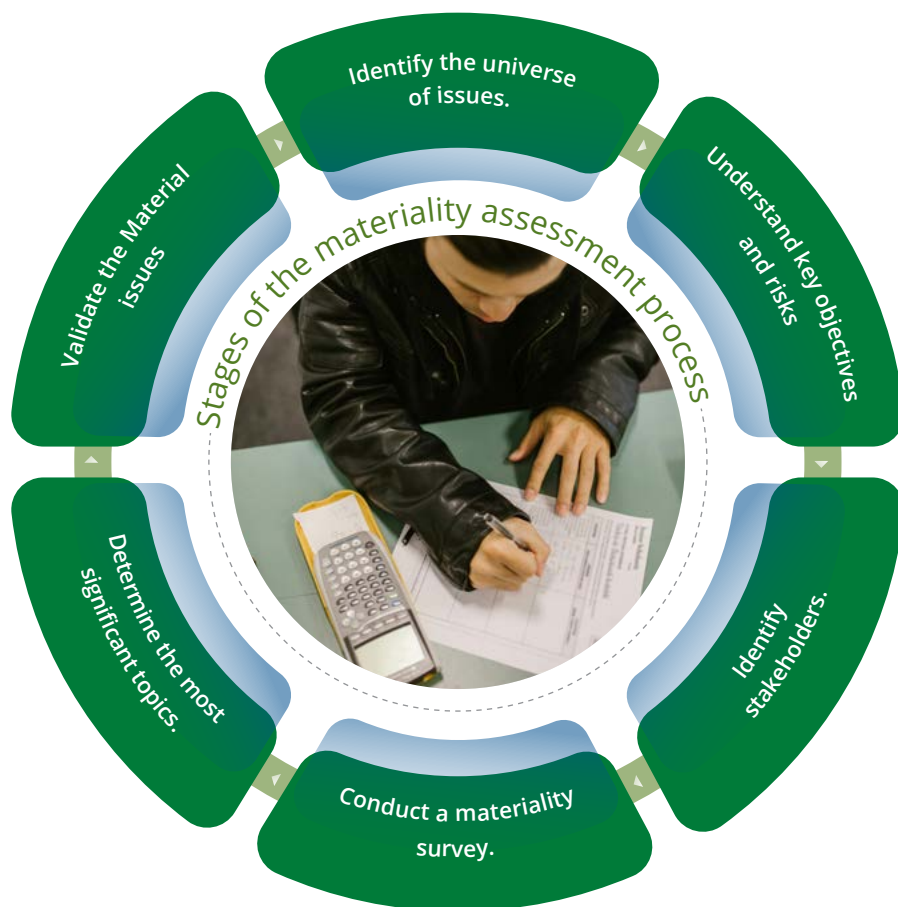 Stages of the materiality assessment process
Identify the universe
of issues.
Understand key objectives
and risks
Identify
stakeholders.
Conduct a materiality
survey.
Determine the most
significant topics.
Validate the Material
issues